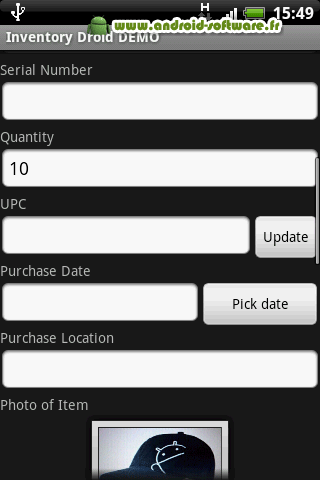 H
15:49
Inventory Droid DEMO
www.android-software.fr
Serial Number
Quantity
10
UPC
Update
Purchase Date
Pick date
Purchase Location
Photo of Item